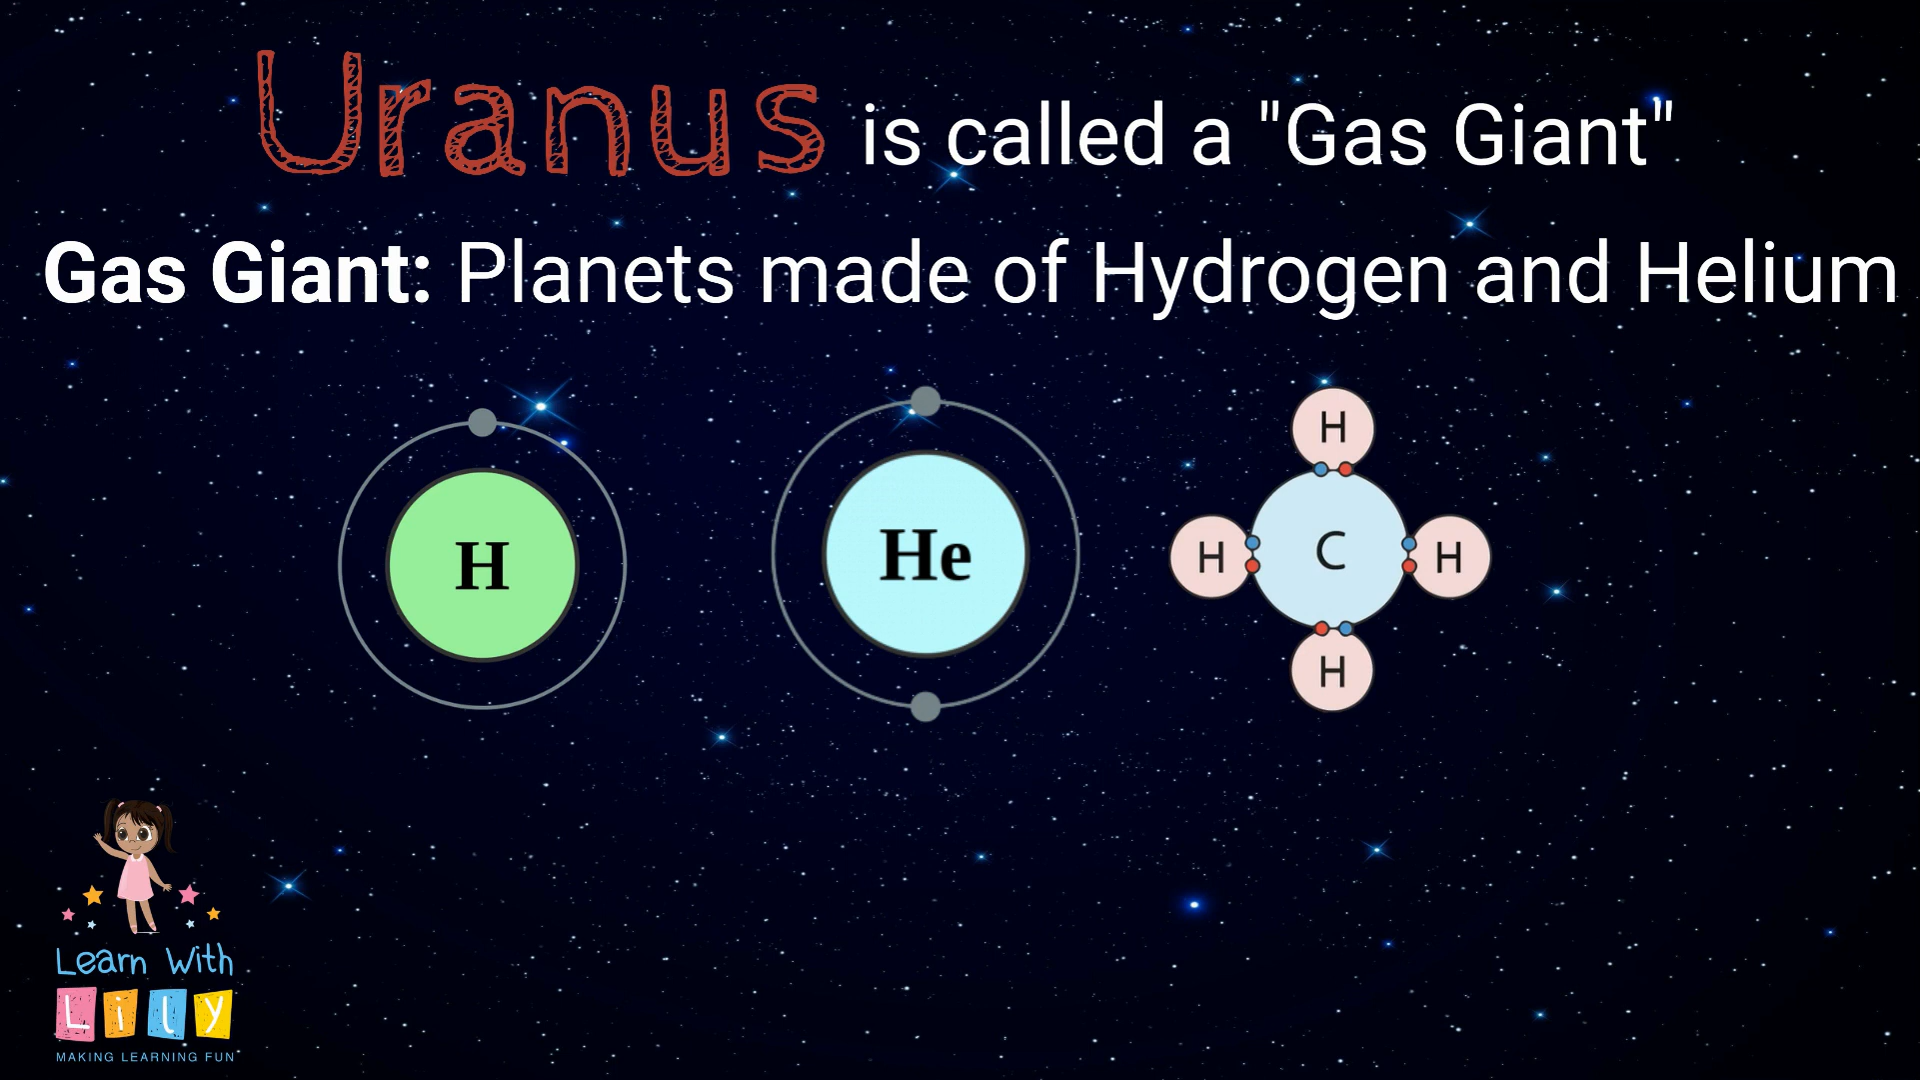 Uranus is called a "Gas Giant"
Gas Giant: Planets made of Hydrogen and Helium
H
He
H
H
C
H
H
Learn With
Lily
MAKING LEARNING FUN